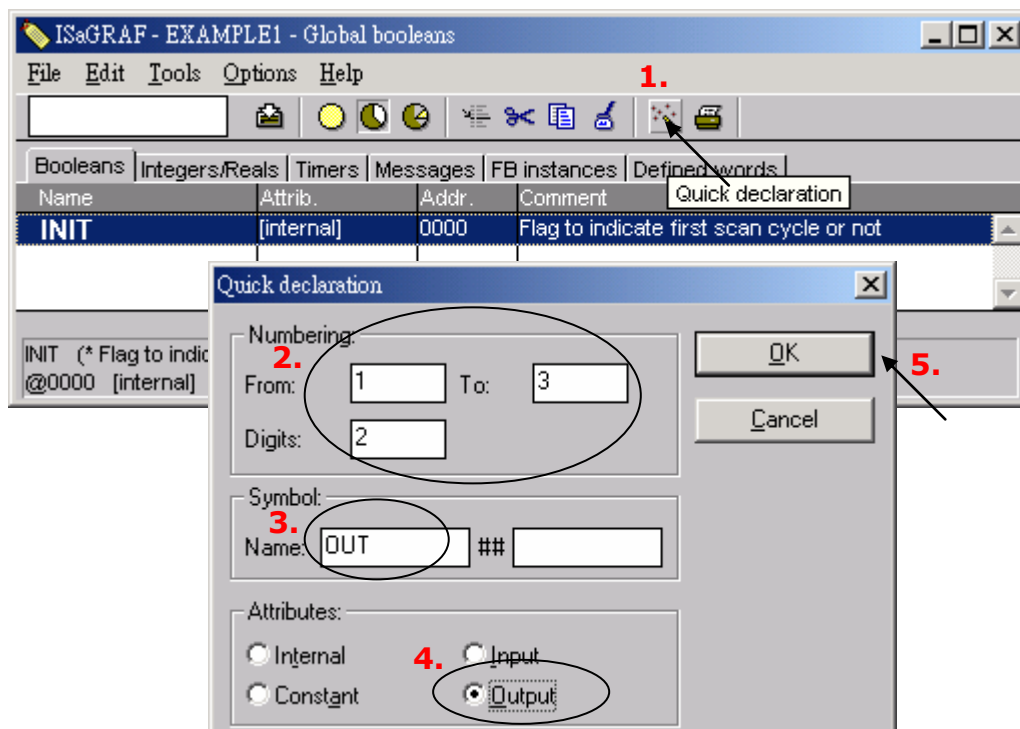 ISaGRAF - EXAMPLE1 - Global booleans
File Edit Tools Options Help
1.
Booleans Integers/Reals Timers Messages FB instances Defined words
Quick declaration
Name Attrib. Addr. Comment
INIT [internal] 0000 Flag to indicate first scan cycle or not
Quick declaration
INIT (* Flag to indic
@0000 [internal]
Numbering:
2.
From: 1 To: 3
Digits: 2
OK
5.
Cancel
Symbol:
3.
Name: OUT ##
Attributes:
Internal 4. Input
Constant Output